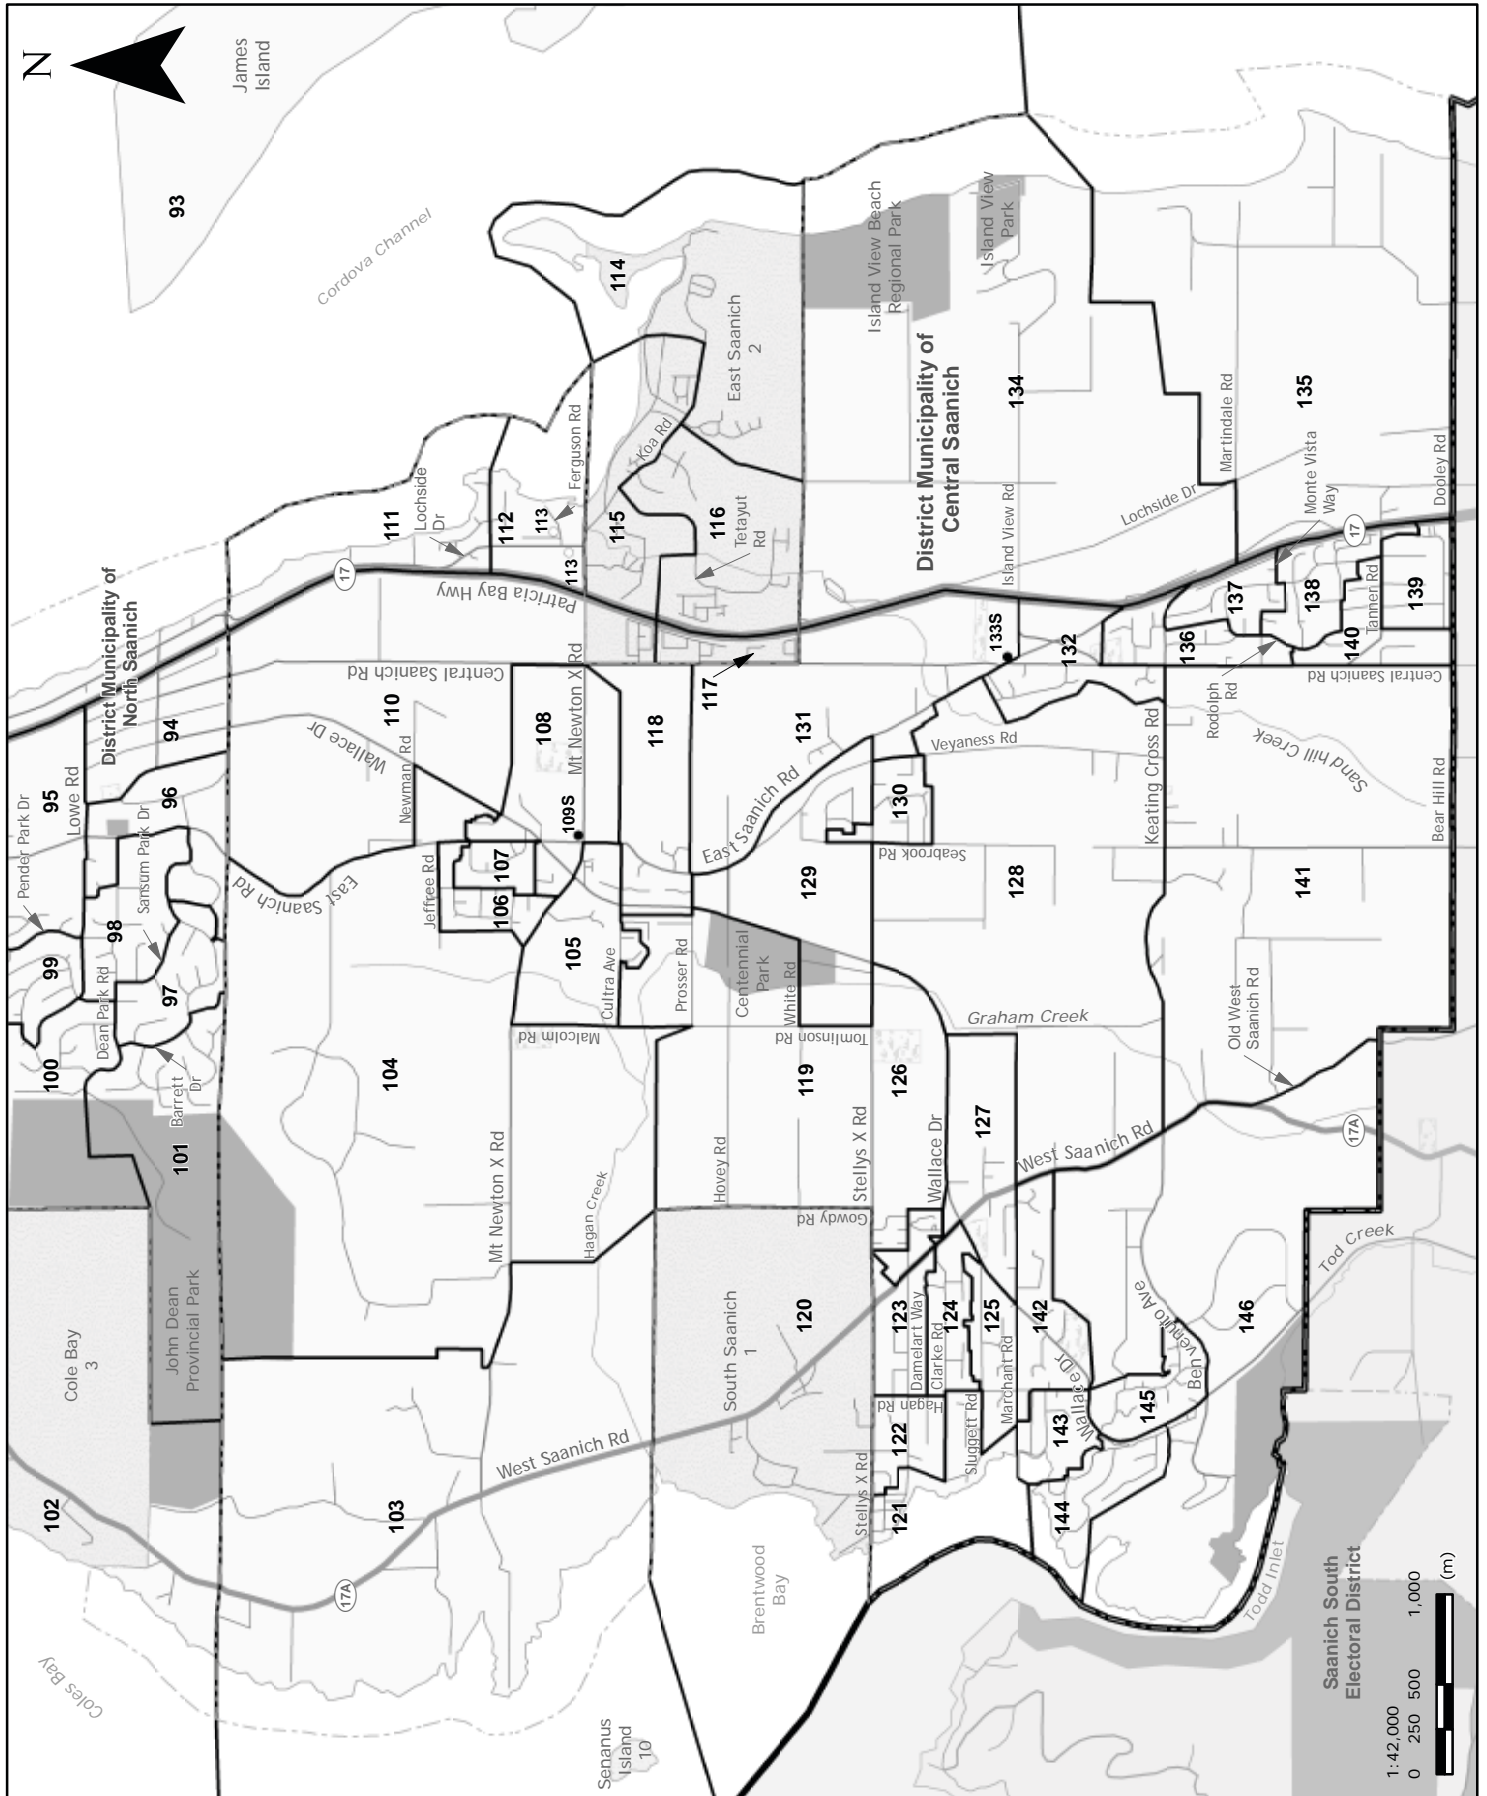 N
James
Island
93
Cordova Channel
114
East Saanich
2
Island View Beach
Regional Park
Island View
Park
District Municipality of
Central Saanich
134
135
Martindale Rd
Monte Vista
Way
Dooley Rd
Lochside Dr
Island View Rd
Ferguson Rd
Koa Rd
Lochside
Dr
111
112
113
113
115
116
Tetayut
Rd
17
17
Patricia Bay Hwy
District Municipality of
North Saanich
133S
132
136
137
138
139
140
Tannen Rd
Rodolph
Rd
Central Saanich Rd
Central Saanich Rd
Mt Newton X Rd
117
118
131
94
95
96
Lowe Rd
Pender Park Dr
Sansum Park Dr
110
Wallace Dr
Newman Rd
108
109S
East Saanich Rd
East Saanich Rd
Veyaness Rd
130
Seabrook Rd
Keating Cross Rd
Sand hill Creek
Bear Hill Rd
98
99
97
100
Dean Park Rd
Barrett
Dr
101
Jeffree Rd
107
106
105
Cultra Ave
Malcolm Rd
Prosser Rd
Centennial
Park
White Rd
Tomlinson Rd
129
128
141
Graham Creek
Old West
Saanich Rd
104
Mt Newton X Rd
Hagan Creek
Hovey Rd
119
Stellys X Rd
Gowdy Rd
126
Wallace Dr
127
West Saanich Rd
17A
Cole Bay
3
John Dean
Provincial Park
South Saanich
1
120
123
Damelart Way
124
Clarke Rd
125
Marchant Rd
142
Wallace Dr
Benvenuto Ave
146
Tod Creek
102
103
West Saanich Rd
17A
Hagan Rd
122
Sluggett Rd
143
145
Stellys X Rd
121
144
Brentwood
Bay
Todd Inlet
Coles Bay
Senanus
Island
10
Saanich South
Electoral District
1:42,000
0 250 500 1,000
(m)